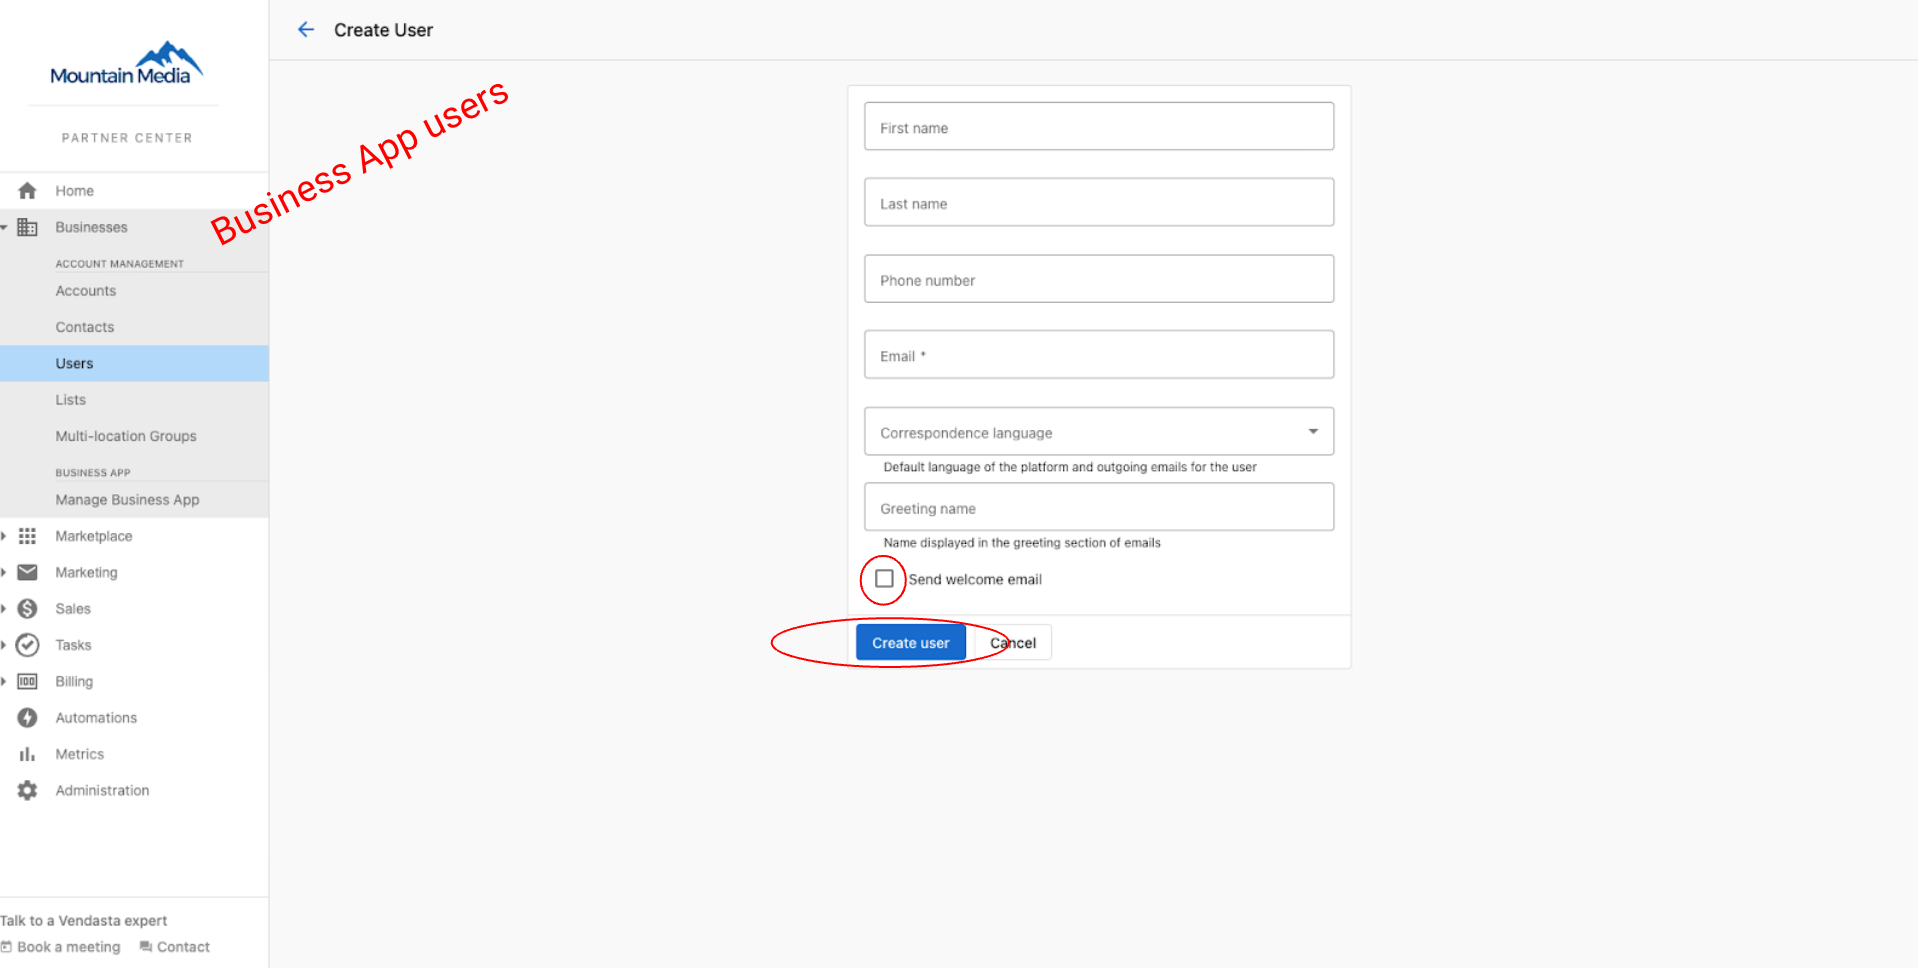 Mountain Media
PARTNER CENTER
Home
Businesses
ACCOUNT MANAGEMENT
Accounts
Contacts
Users
Lists
Multi-location Groups
BUSINESS APP
Manage Business App
Marketplace
Marketing
Sales
Tasks
Billing
Automations
Metrics
Administration
Talk to a Vendasta expert
Book a meeting Contact
Create User
Business App users
First name
Last name
Phone number
Email *
Correspondence language
Default language of the platform and outgoing emails for the user
Greeting name
Name displayed in the greeting section of emails
Send welcome email
Create user Cancel